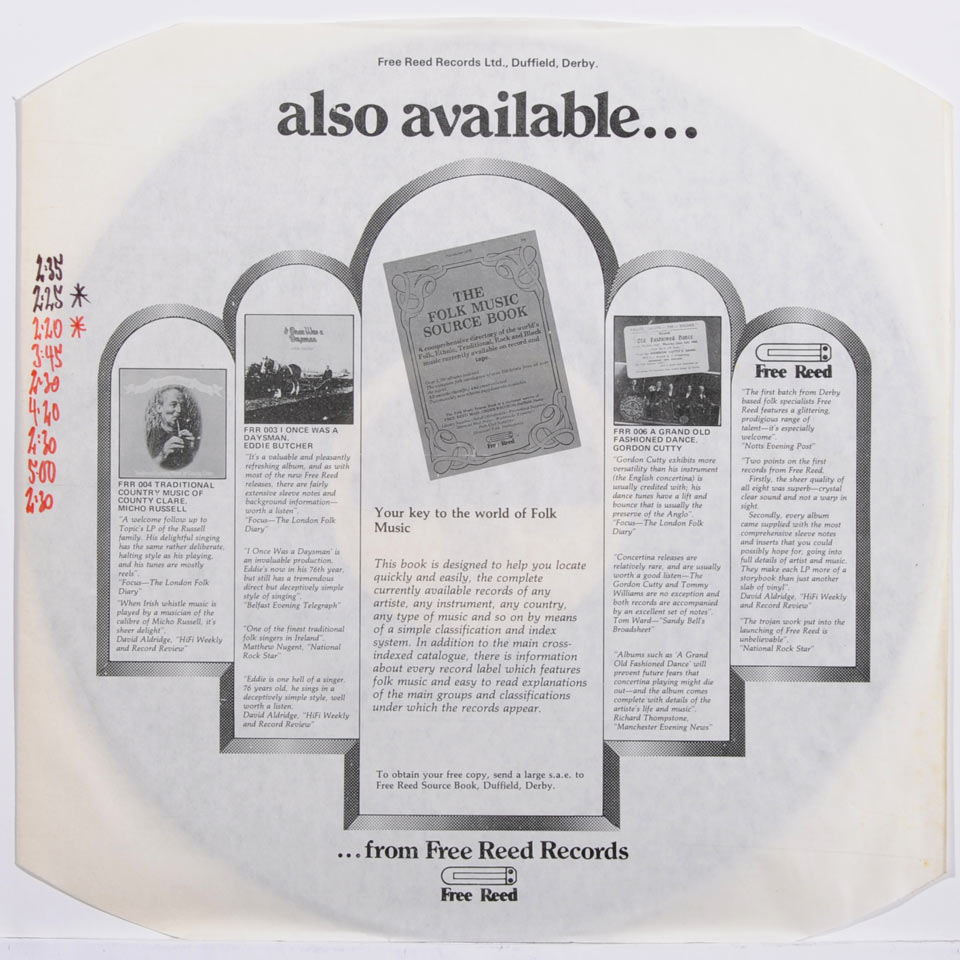 Free Reed Records Ltd., Duffield, Derby.
also available...
2:35
2:25 *
2:20 *
3:45
2:30
4:20
2:30
5:00
2:30
FRR 004 TRADITIONAL
COUNTRY MUSIC OF
COUNTY CLARE.
MICHO RUSSELL
"A welcome follow up to
Topic's LP of the Russell
family. His delightful singing
has the same rather deliberate,
halting style as his playing,
and his tunes are mostly
reels".
"Focus—The London Folk
Diary"
"When Irish whistle music is
played by a musician of the
calibre of Micho Russell, it's
sheer delight".
David Aldridge, "HiFi Weekly
and Record Review"
I Once Was a
Daysman
FRR 003 I ONCE WAS A
DAYSMAN.
EDDIE BUTCHER
"It's a valuable and pleasantly
refreshing album, and as with
most of the new Free Reed
releases, there are fairly
extensive sleeve notes and
background information—
worth a listen".
"Focus—The London Folk
Diary"
"I Once Was a Daysman' is
an invaluable production.
Eddie's now in his 76th year,
but still has a tremendous
direct but deceptively simple
style of singing".
"Belfast Evening Telegraph"
"One of the finest traditional
folk singers in Ireland".
Matthew Nugent, "National
Rock Star"
"Eddie is one hell of a singer.
76 years old, he sings in a
deceptively simple style, well
worth a listen.
David Aldridge, "HiFi Weekly
and Record Review"
THE
FOLK MUSIC
SOURCE BOOK
A comprehensive directory of the world's
Folk, Ethnic, Traditional, Rock and Black
music currently available on record and
tape.
Free Reed
Your key to the world of Folk
Music
This book is designed to help you locate
quickly and easily, the complete
currently available records of any
artist, any instrument, any country,
any type of music and so on by means
of a simple classification and index
system. In addition to the main cross-
indexed catalogue, there is information
about every record label which features
folk music and easy to read explanations
of the main groups and classifications
under which the records appear.
To obtain your free copy, send a large s.a.e. to
Free Reed Source Book, Duffield, Derby.
Old Fashioned Dance
FRR 006 A GRAND OLD
FASHIONED DANCE.
GORDON CUTTY
"Gordon Cutty exhibits more
versatility than his instrument
(the English concertina) is
usually credited with; his
dance tunes have a lift and
bounce that is usually the
preserve of the Anglo".
"Focus—The London Folk
Diary"
"Concertina releases are
relatively rare, and are usually
worth a good listen—The
Gordon Cutty and Tommy
Williams are no exception and
both records are accompanied
by an excellent set of notes".
Tom Ward—"Sandy Bell's
Broadsheet"
"Albums such as 'A Grand
Old Fashioned Dance' will
prevent future fears that
concertina playing might die
out—and the album comes
complete with details of the
artist's life and music".
Richard Thompstone,
"Manchester Evening News"
Free Reed
"The first batch from Derby
based folk specialists Free
Reed features a glittering,
prodigious range of
talent—it's especially
welcome".
"Notts Evening Post"
"Two points on the first
records from Free Reed.
Firstly, the sheer quality of
all eight was superb—crystal
clear sound and not a warp in
sight.
Secondly, every album
came supplied with the most
comprehensive sleeve notes
and inserts that you could
possibly hope for, going into
full details of artist and music.
They make each LP more of a
storybook than just another
slab of vinyl".
David Aldridge, "HiFi Weekly
and Record Review"
"The trojan work put into the
launching of Free Reed is
unbelievable".
"National Rock Star"
...from Free Reed Records
Free Reed